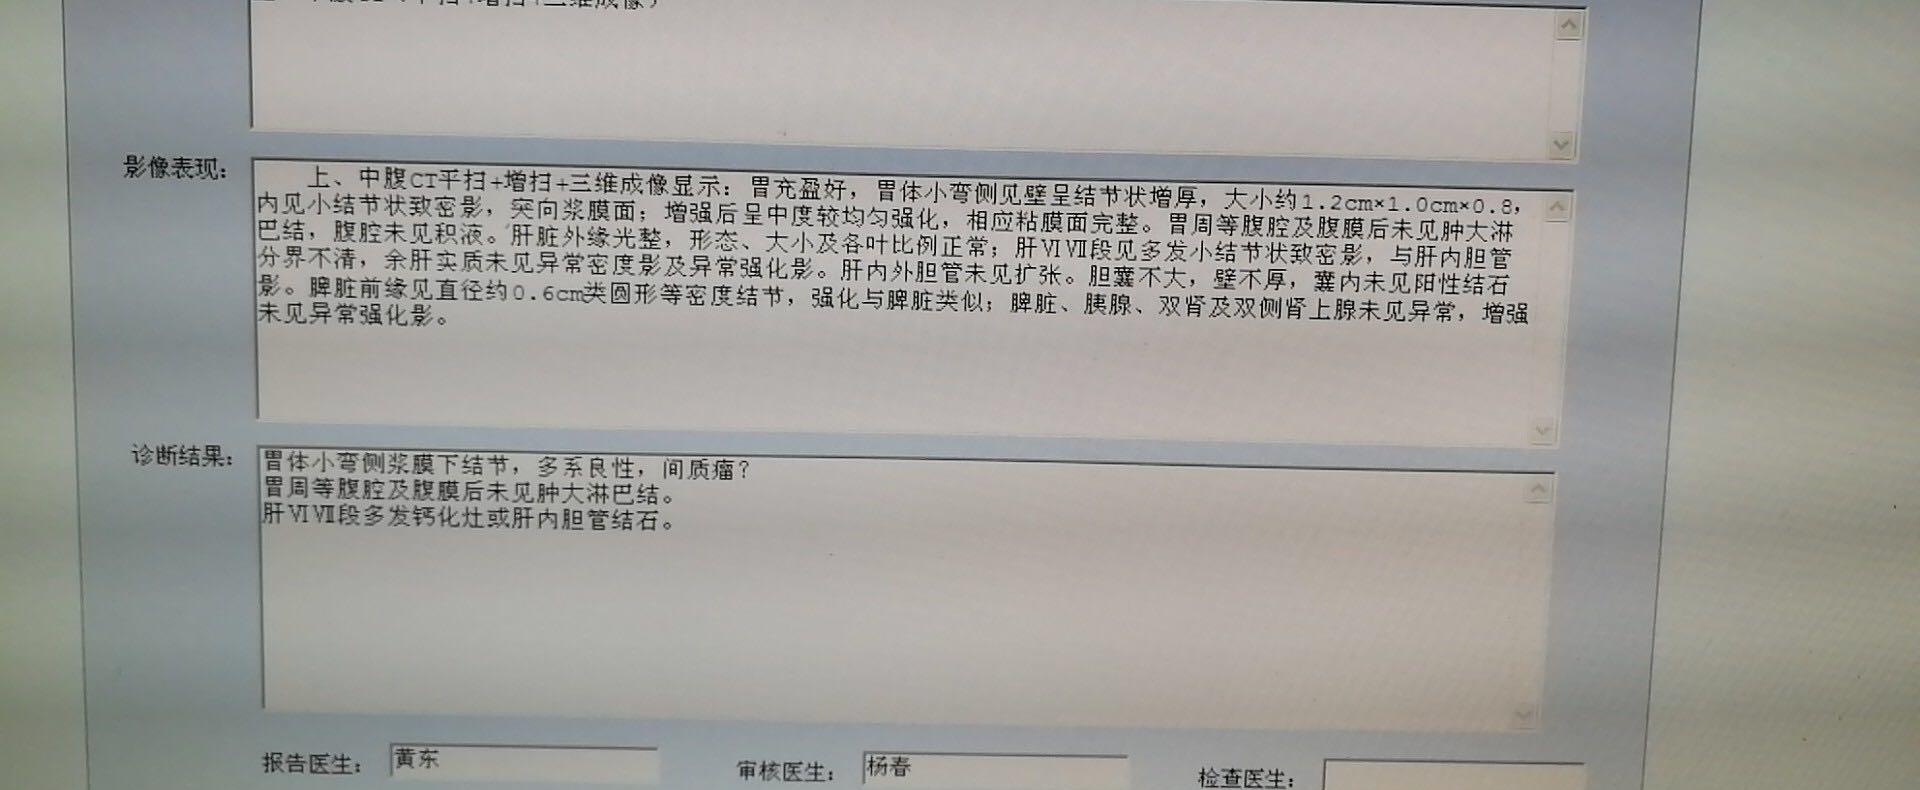 中腹CT(平扫+增扫+三维成像)
影像表现：
上、中腹CT平扫+增扫+三维成像显示：胃充盈好，胃体小弯侧见壁呈结节状增厚，大小约1.2cm×1.0cm×0.8，
内见小结节状致密影，突向浆膜面；增强后呈中度较均匀强化，相应粘膜面完整。胃周等腹腔及腹膜后未见肿大淋
巴结，腹腔未见积液。肝脏外缘光整，形态、大小及各叶比例正常；肝ⅥⅦ段见多发小结节状致密影，与肝内胆管
分界不清，余肝实质未见异常密度影及异常强化影。肝内外胆管未见扩张。胆囊不大，壁不厚，囊内未见阳性结石
影。脾脏前缘见直径约0.6cm类圆形等密度结节，强化与脾脏类似；脾脏、胰腺、双肾及双侧肾上腺未见异常，增强
未见异常强化影。
诊断结果：
胃体小弯侧浆膜下结节，多系良性，间质瘤？
胃周等腹腔及腹膜后未见肿大淋巴结。
肝ⅥⅦ段多发钙化灶或肝内胆管结石。
报告医生：黄东 审核医生：杨春 检查医生：